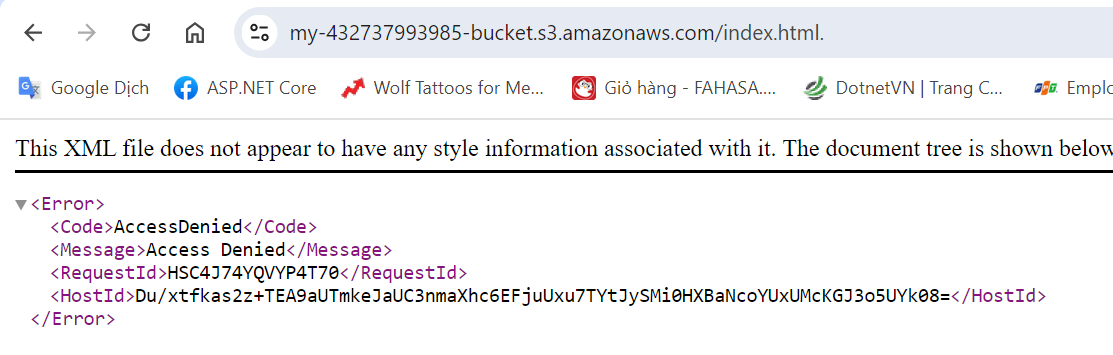 my-432737993985-bucket.s3.amazonaws.com/index.html.
Google Dịch ASP.NET Core Wolf Tattoos for Me... Giỏ hàng - FAHASA.... DotnetVN | Trang C... FPT Emplo
This XML file does not appear to have any style information associated with it. The document tree is shown below
▼<Error>
<Code>AccessDenied</Code>
<Message>Access Denied</Message>
<RequestId>HSC4J74YQVYP4T70</RequestId>
<HostId>Du/xtfkas2z+TEA9aUTmkeJaUC3nmaXhc6EFjuUxu7TYtJySMi0HXBaNcoYUxUMcKGJ3o5UYk08=</HostId>
</Error>